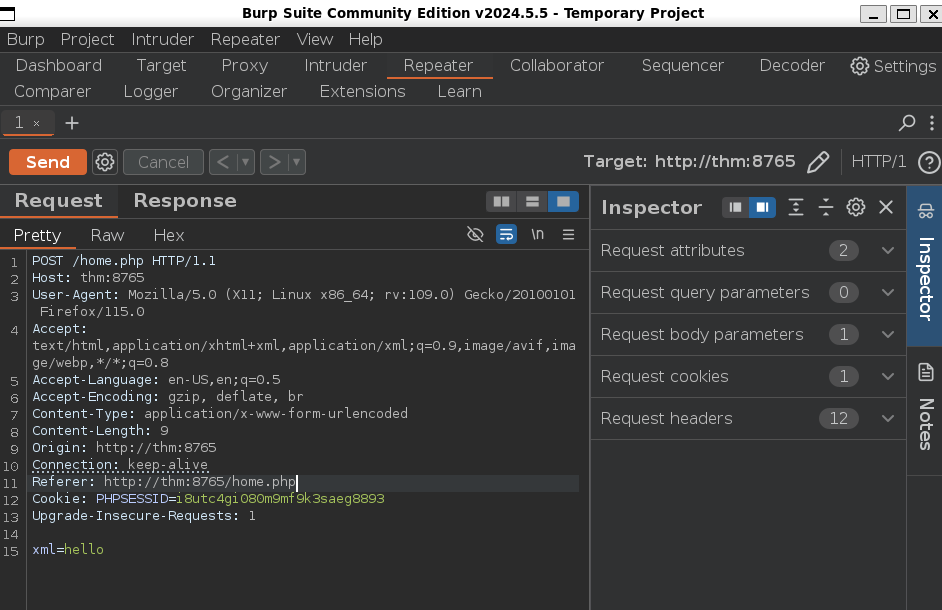 Burp Suite Community Edition v2024.5.5 - Temporary Project
Burp Project Intruder Repeater View Help
Dashboard Target Proxy Intruder Repeater Collaborator Sequencer Decoder Settings
Comparer Logger Organizer Extensions Learn
1 × +
Send Cancel < > Target: http://thm:8765 HTTP/1 ?
Request Response
Inspector
Pretty Raw Hex \n
1 POST /home.php HTTP/1.1
2 Host: thm:8765
3 User-Agent: Mozilla/5.0 (X11; Linux x86_64; rv:109.0) Gecko/20100101
Firefox/115.0
4 Accept:
text/html,application/xhtml+xml,application/xml;q=0.9,image/avif,ima
ge/webp,*/*;q=0.8
5 Accept-Language: en-US,en;q=0.5
6 Accept-Encoding: gzip, deflate, br
7 Content-Type: application/x-www-form-urlencoded
8 Content-Length: 9
9 Origin: http://thm:8765
10 Connection: keep-alive
11 Referer: http://thm:8765/home.php
12 Cookie: PHPSESSID=i8utc4gi080m9mf9k3saeg8893
13 Upgrade-Insecure-Requests: 1
14
15 xml=hello
Request attributes 2
Request query parameters 0
Request body parameters 1
Request cookies 1
Request headers 12
Inspector
Notes